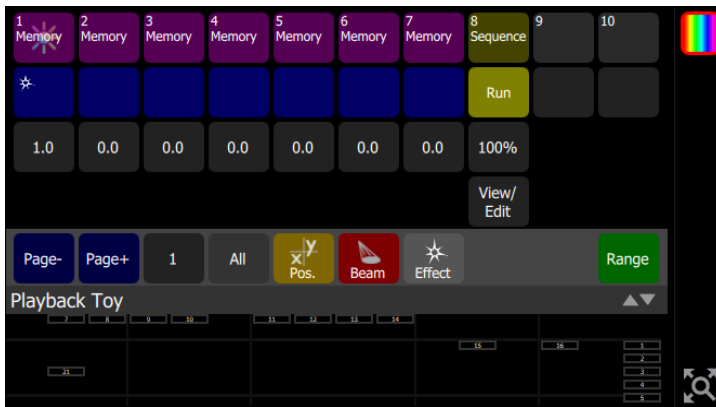 1 2 3 4 5 6 7 8 9 10
Memory Memory Memory Memory Memory Memory Memory Sequence
Run
1.0 0.0 0.0 0.0 0.0 0.0 0.0 100%
View/
Edit
Page- Page+ 1 All x y Pos. Beam Effect Range
Playback Toy
7 8 9 10 11 12 13 14
15 16 1
2
21 3
4
5